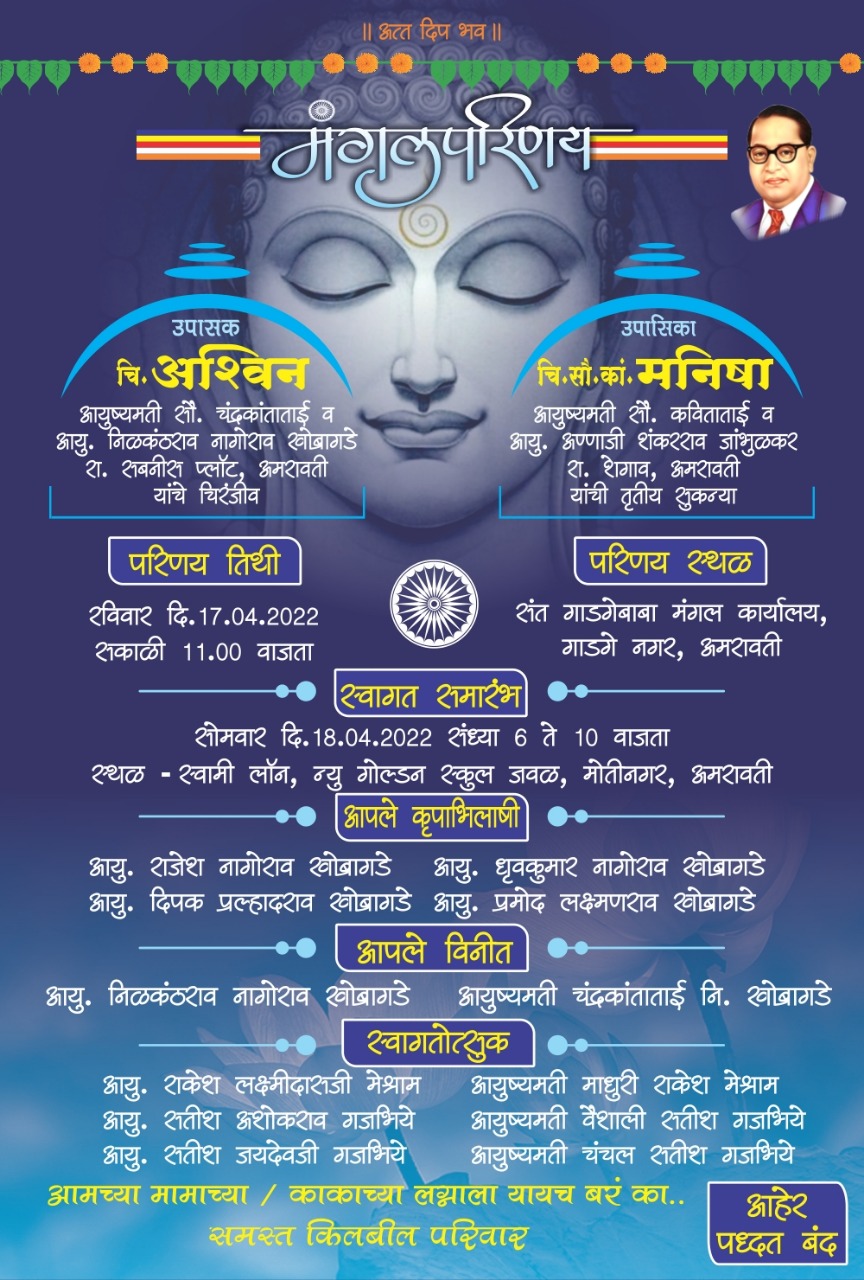 ॥ अत्त दिप भव ॥
मंगलपरिणय
उपासक
चि. अश्विन
आयुष्यमती सौ. चंद्रकांताताई व
आयु. निळकंठराव नागोराव खोब्रागडे
रा. सबनीस प्लॉट, अमरावती
यांचे चिरंजीव
उपासिका
चि.सौ.कां. मनिषा
आयुष्यमती सौ. कविताताई व
आयु. अण्णाजी शंकरराव जांभुळकर
रा. शेगाव, अमरावती
यांची तृतीय सुकन्या
परिणय तिथी
रविवार दि.17.04.2022
सकाळी 11.00 वाजता
परिणय स्थळ
संत गाडगेबाबा मंगल कार्यालय,
गाडगे नगर, अमरावती
स्वागत समारंभ
सोमवार दि.18.04.2022 संध्या 6 ते 10 वाजता
स्थळ - स्वामी लॉन, न्यु गोल्डन स्कुल जवळ, मोतीनगर, अमरावती
आपले कृपाभिलाषी
आयु. राजेश नागोराव खोब्रागडे आयु. धृवकुमार नागोराव खोब्रागडे
आयु. दिपक प्रल्हादराव खोब्रागडे आयु. प्रमोद लक्ष्मणराव खोब्रागडे
आपले विनीत
आयु. निळकंठराव नागोराव खोब्रागडे आयुष्यमती चंद्रकांताताई नि. खोब्रागडे
स्वागतोत्सुक
आयु. राकेश लक्ष्मीदासजी मेश्राम आयुष्यमती माधुरी राकेश मेश्राम
आयु. सतीश अशोकराव गजभिये आयुष्यमती वैशाली सतीश गजभिये
आयु. सतीश जयदेवजी गजभिये आयुष्यमती चंचल सतीश गजभिये
आमच्या मामाच्या / काकाच्या लग्नाला यायच बरं का..
समस्त किलबील परिवार
आहेर
पध्दत बंद